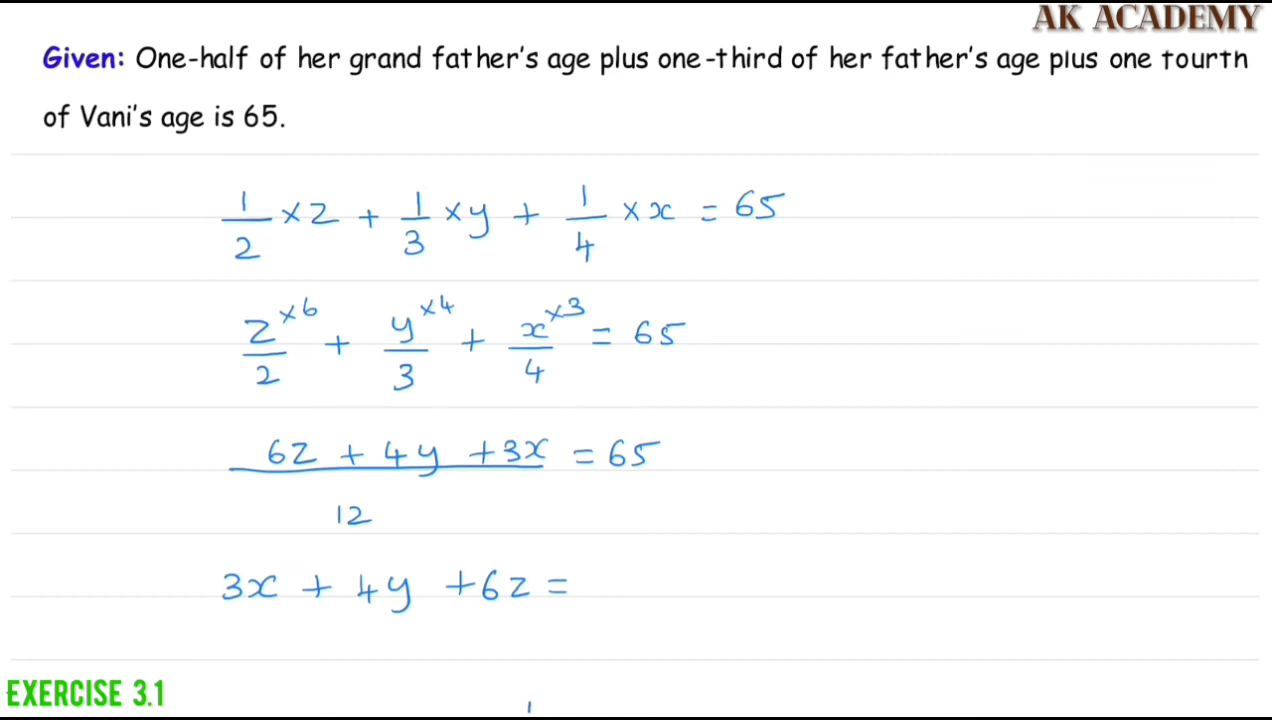 AK ACADEMY
Given: One-half of her grand father's age plus one-third of her father's age plus one fourth
of Vani's age is 65.
1/2 × z + 1/3 × y + 1/4 × x = 65
z×6/2 + y×4/3 + x×3/4 = 65
6z + 4y + 3x/12 = 65
3x + 4y + 6z =
EXERCISE 3.1